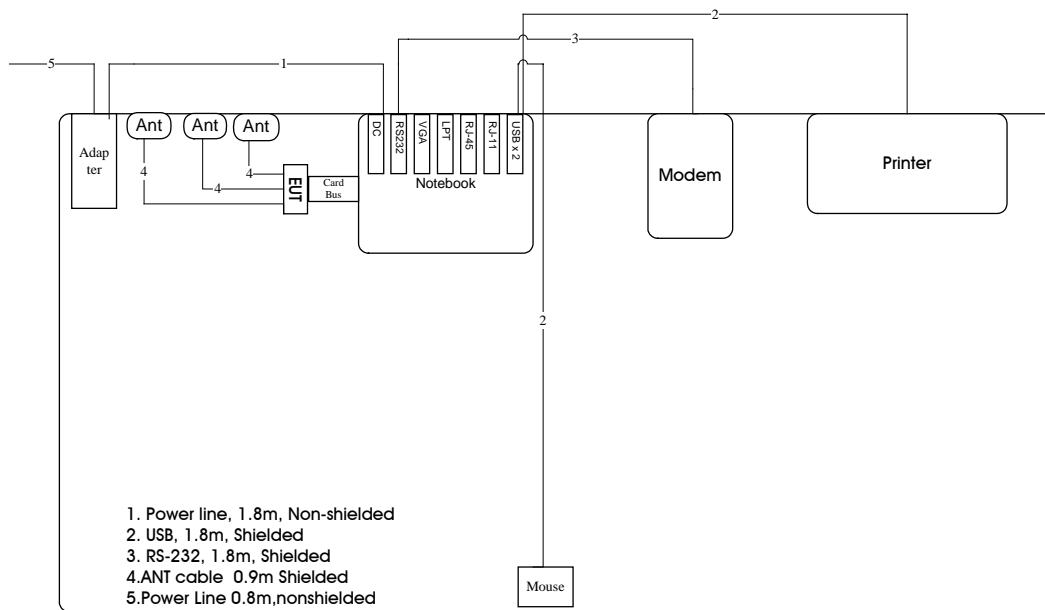 2
3
5
1
Ant
Ant
Ant
Adap
ter
DC
RS232
VGA
LPT
RJ-45
RJ-11
USB x 2
Notebook
Modem
Printer
4
4
4
EUT
Card
Bus
2
1. Power line, 1.8m, Non-shielded
2. USB, 1.8m, Shielded
3. RS-232, 1.8m, Shielded
4.ANT cable  0.9m Shielded
5.Power Line 0.8m,nonshielded
Mouse